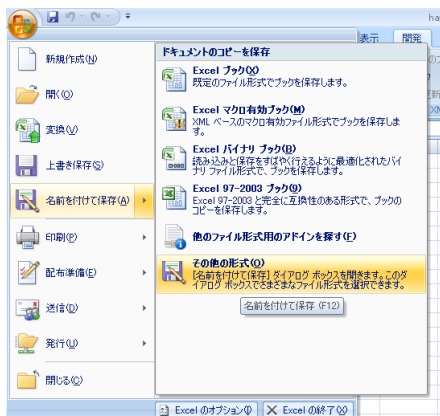 ha
表示 開発
新規作成(N)
開く(O)
変換(V)
上書き保存(S)
名前を付けて保存(A)
印刷(P)
配布準備(E)
送信(D)
発行(U)
閉じる(C)
ドキュメントのコピーを保存
Excel ブック(X)
既定のファイル形式でブックを保存します。
Excel マクロ有効ブック(M)
XML ベースのマクロ有効ファイル形式でブックを保存しま
す。
Excel バイナリ ブック(B)
読み込みと保存をすばやく行えるように最適化されたバイ
ナリ ファイル形式で、ブックを保存します。
Excel 97-2003 ブック(9)
Excel 97-2003 と完全に互換性のある形式で、ブックの
コピーを保存します。
他のファイル形式用のアドインを探す(F)
その他の形式(O)
[名前を付けて保存] ダイアログ ボックスを開きます。このダ
イアログ ボックスでさまざまなファイル形式を選択できます。
名前を付けて保存 (F12)
Excel のオプション(I) Excel の終了(X)